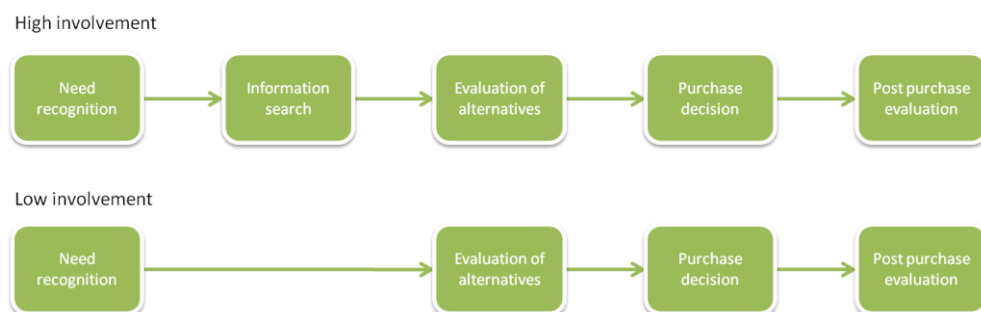 High involvement
Need
recognition
Information
search
Evaluation of
alternatives
Purchase
decision
Post purchase
evaluation
Low involvement
Need
recognition
Evaluation of
alternatives
Purchase
decision
Post purchase
evaluation